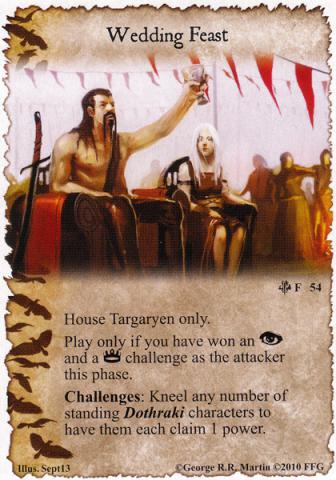 Wedding Feast
F 54
House Targaryen only.
Play only if you have won an
and a challenge as the attacker
this phase.
Challenges: Kneel any number of
standing Dothraki characters to
have them each claim 1 power.
Illus. Sept13 ©George R.R. Martin ©2010 FFG